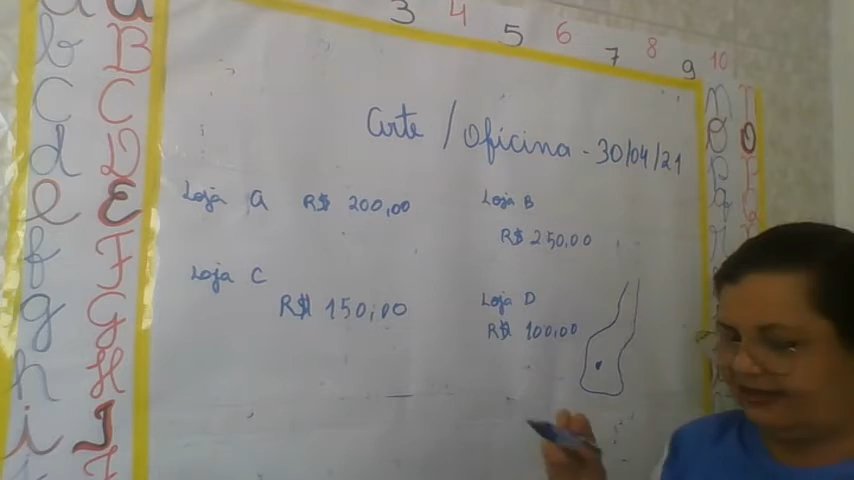 3 4 5 6 7 8 9 10
Arte / Oficina - 30/04/21
Loja A R$ 200,00
Loja B
R$ 250,00
Loja C
R$ 150,00
Loja D
R$ 100,00
b B
C C
d D
e E
f F
g G
h H
i I